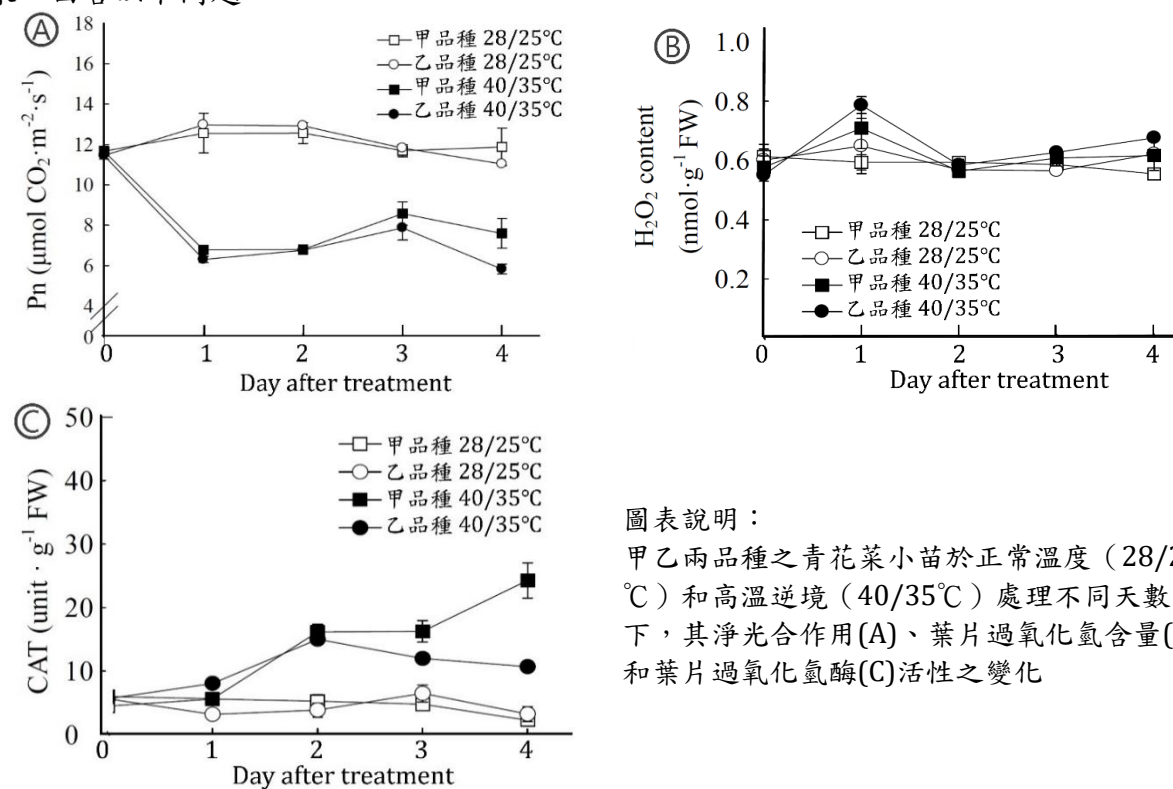 Ⓐ
18
16
14
12
10
8
6
4
0
Pn (μmol CO₂·m⁻²·s⁻¹)
甲品種 28/25℃
乙品種 28/25℃
甲品種 40/35℃
乙品種 40/35℃
0 1 2 3 4
Day after treatment
Ⓑ
1.0
0.8
0.6
0.4
0.2
H₂O₂ content
(nmol·g⁻¹ FW)
甲品種 28/25℃
乙品種 28/25℃
甲品種 40/35℃
乙品種 40/35℃
0 1 2 3 4
Day after treatment
Ⓒ
50
40
30
20
10
0
CAT (unit · g⁻¹ FW)
甲品種 28/25℃
乙品種 28/25℃
甲品種 40/35℃
乙品種 40/35℃
0 1 2 3 4
Day after treatment
圖表說明：
甲乙兩品種之青花菜小苗於正常溫度（28/2
℃）和高溫逆境（40/35℃）處理不同天數
下，其淨光合作用(A)、葉片過氧化氫含量(
和葉片過氧化氫酶(C)活性之變化